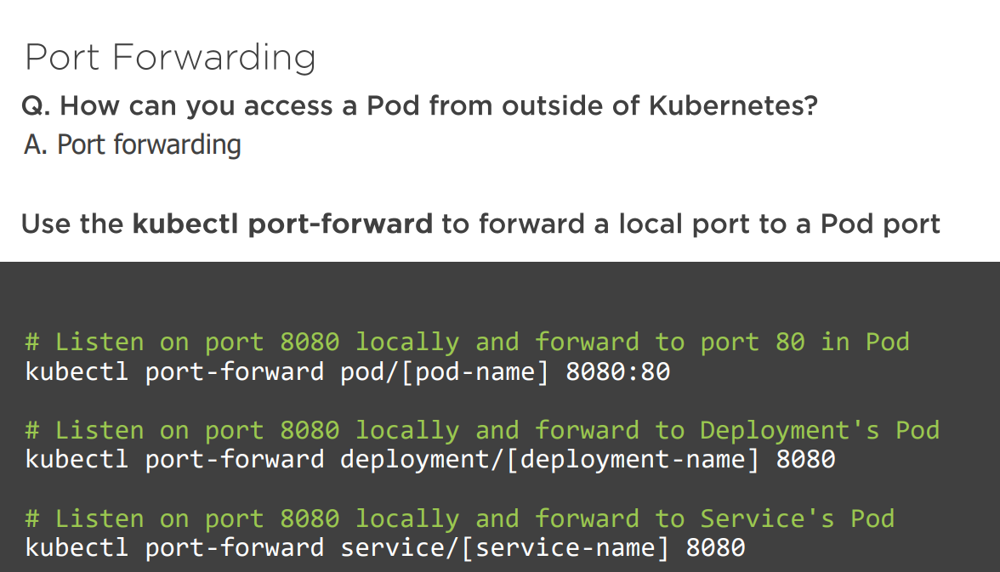 Port Forwarding
Q. How can you access a Pod from outside of Kubernetes?
A. Port forwarding
Use the kubectl port-forward to forward a local port to a Pod port
# Listen on port 8080 locally and forward to port 80 in Pod
kubectl port-forward pod/[pod-name] 8080:80
# Listen on port 8080 locally and forward to Deployment's Pod
kubectl port-forward deployment/[deployment-name] 8080
# Listen on port 8080 locally and forward to Service's Pod
kubectl port-forward service/[service-name] 8080